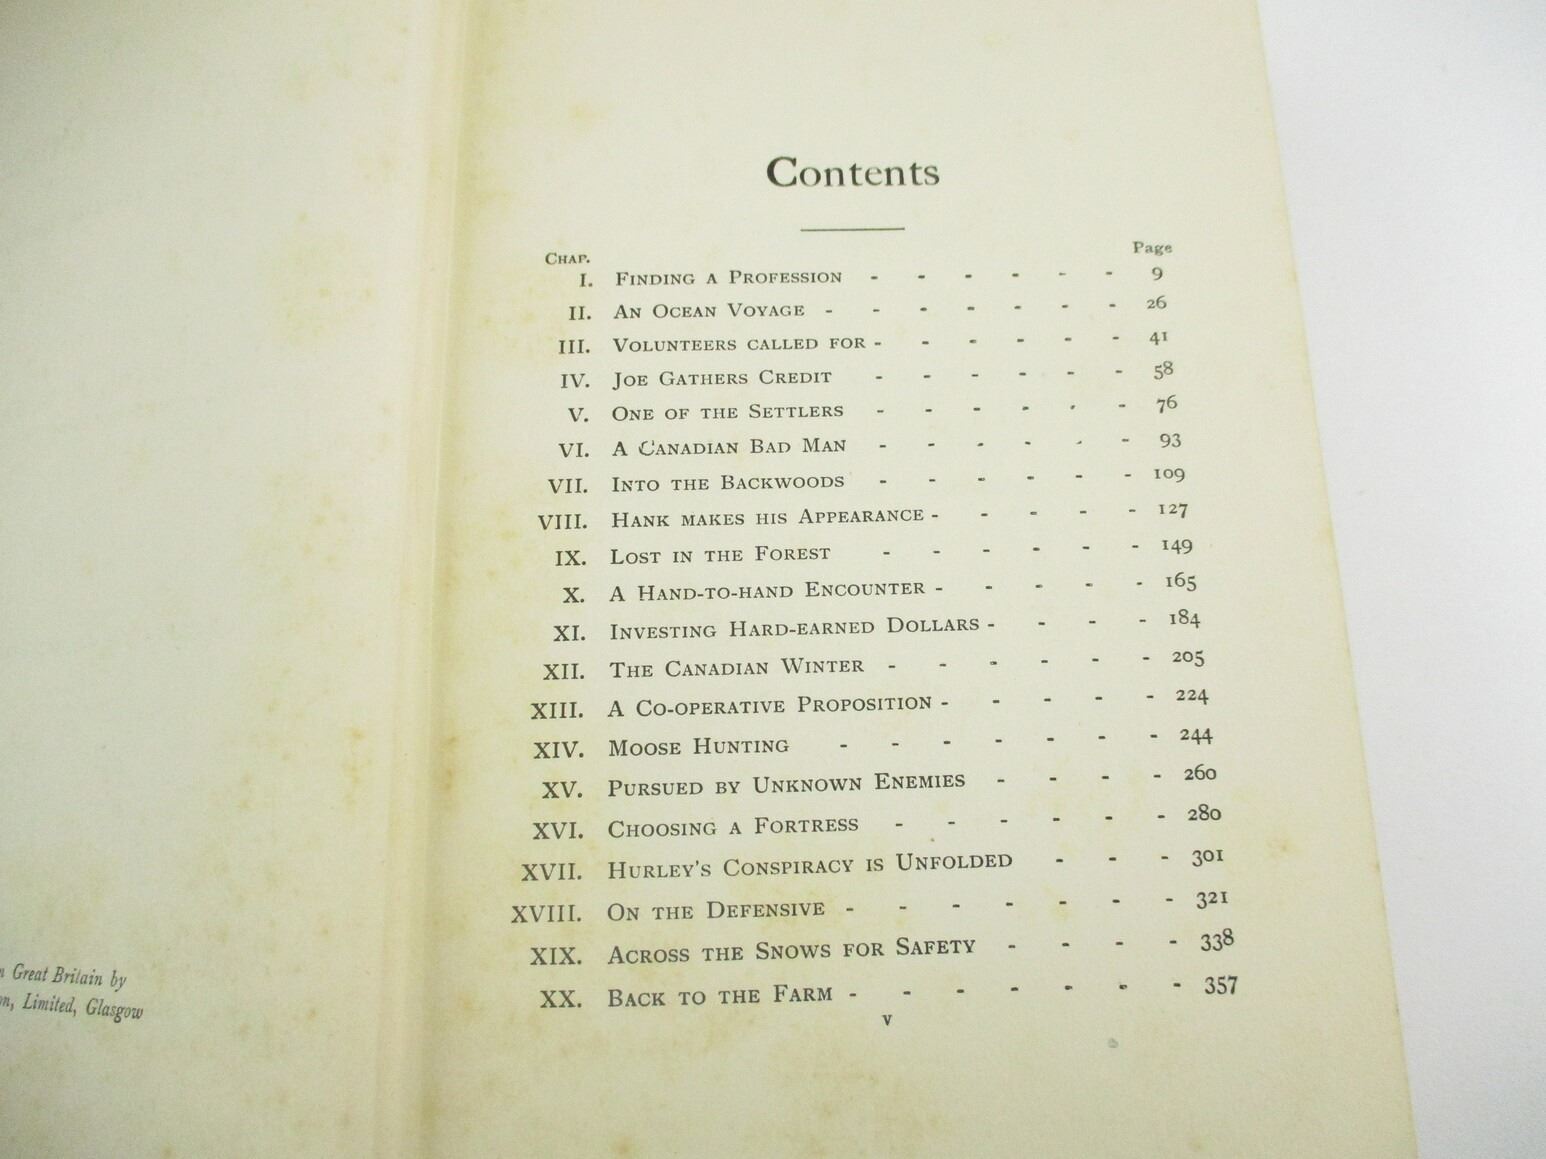 Contents
Chap. Page
I. Finding a Profession - - - - - - 9
II. An Ocean Voyage - - - - - - - 26
III. Volunteers called for - - - - - - 41
IV. Joe Gathers Credit - - - - - - 58
V. One of the Settlers - - - - - - 76
VI. A Canadian Bad Man - - - - - - 93
VII. Into the Backwoods - - - - - - 109
VIII. Hank makes his Appearance - - - - - 127
IX. Lost in the Forest - - - - - - 149
X. A Hand-to-hand Encounter - - - - - 165
XI. Investing Hard-earned Dollars - - - - 184
XII. The Canadian Winter - - - - - - 205
XIII. A Co-operative Proposition - - - - - 224
XIV. Moose Hunting - - - - - - - 244
XV. Pursued by Unknown Enemies - - - - 260
XVI. Choosing a Fortress - - - - - - 280
XVII. Hurley's Conspiracy is Unfolded - - - 301
XVIII. On the Defensive - - - - - - - 321
XIX. Across the Snows for Safety - - - - 338
XX. Back to the Farm - - - - - - - 357
v
Great Britain by
Limited, Glasgow